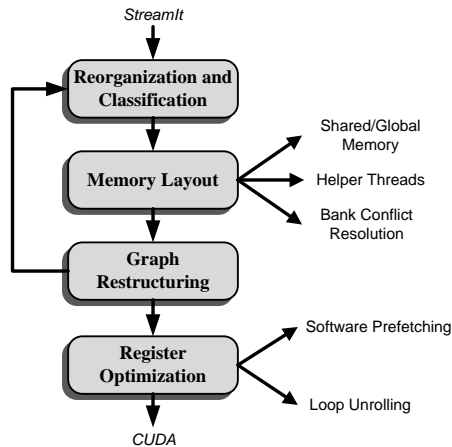 StreamIt
Reorganization and
Classification
Memory Layout
Shared/Global
Memory
Helper Threads
Bank Conflict
Resolution
Graph
Restructuring
Register
Optimization
Software Prefetching
Loop Unrolling
CUDA